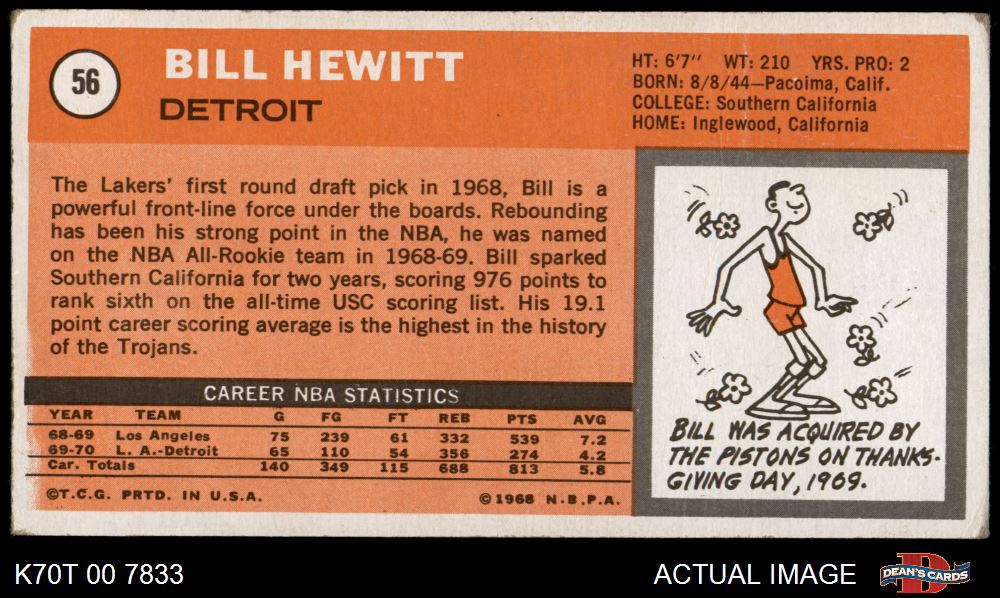 56
BILL HEWITT
DETROIT
HT: 6'7" WT: 210 YRS. PRO: 2
BORN: 8/8/44—Pacoima, Calif.
COLLEGE: Southern California
HOME: Inglewood, California
The Lakers' first round draft pick in 1968, Bill is a
powerful front-line force under the boards. Rebounding
has been his strong point in the NBA, he was named
on the NBA All-Rookie team in 1968-69. Bill sparked
Southern California for two years, scoring 976 points to
rank sixth on the all-time USC scoring list. His 19.1
point career scoring average is the highest in the history
of the Trojans.
CAREER NBA STATISTICS
YEAR TEAM G FG FT REB PTS AVG
68-69 Los Angeles 75 239 61 332 539 7.2
69-70 L. A.-Detroit 65 110 54 356 274 4.2
Car. Totals 140 349 115 688 813 5.8
©T.C.G. PRTD. IN U.S.A. ©1968 N.B.P.A.
BILL WAS ACQUIRED BY
THE PISTONS ON THANKS-
GIVING DAY, 1969.
K70T 00 7833
ACTUAL IMAGE
D
DEAN'S CARDS